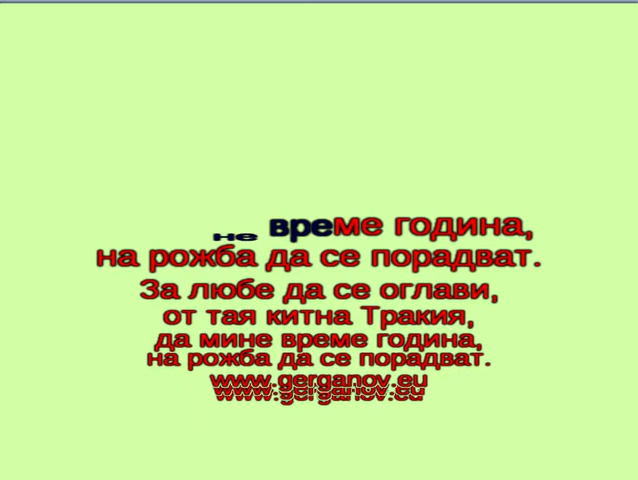 не време година,
на рожба да се порадват.
За любе да се оглави,
от тая китна Тракия,
да мине време година,
на рожба да се порадват.
www.gerganov.eu
www.gerganov.eu